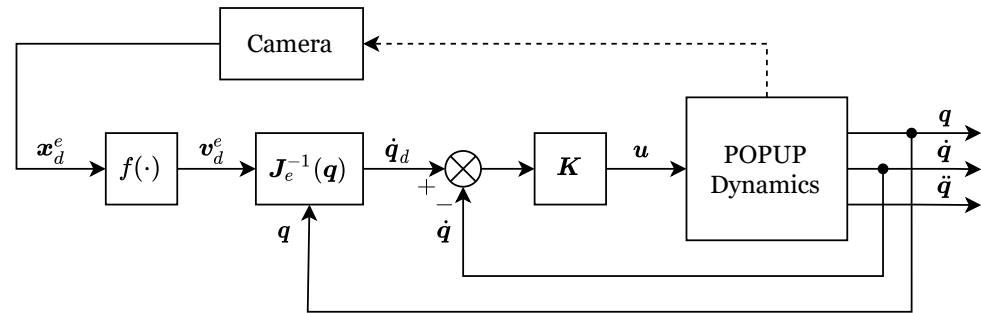 Camera
x_d^e
f(·)
v_d^e
J_e^{-1}(q)
q̇_d
+
−
K
u
POPUP
Dynamics
q
q̇
q̈
q
q̇